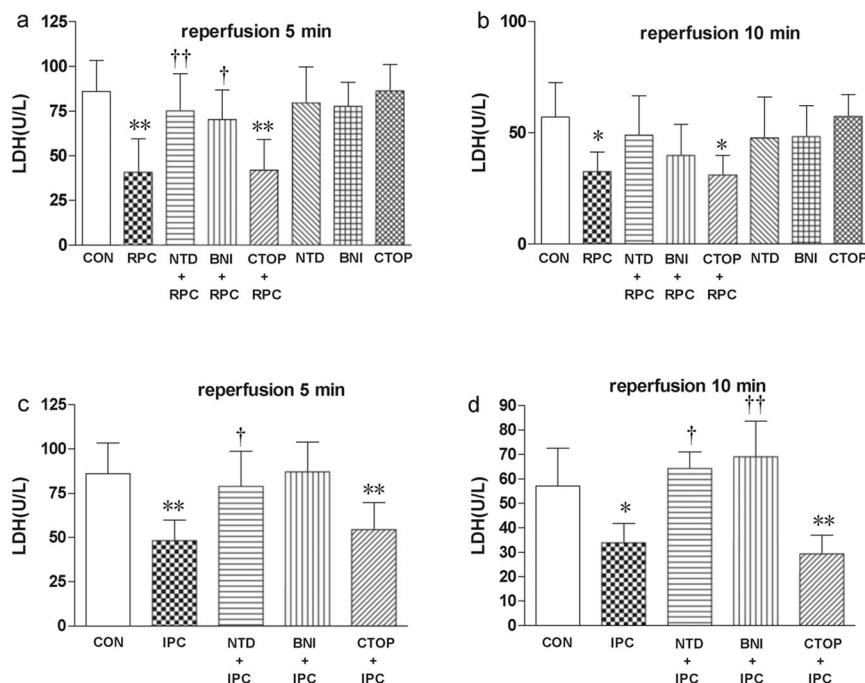 a
reperfusion 5 min
125
100
75
50
25
0
LDH(U/L)
**
††
†
**
CON RPC NTD BNI CTOP NTD BNI CTOP
+ + +
RPC RPC RPC
b
reperfusion 10 min
100
50
0
LDH(U/L)
*
*
CON RPC NTD BNI CTOP NTD BNI CTOP
+ + +
RPC RPC RPC
c
reperfusion 5 min
125
100
75
50
25
0
LDH(U/L)
**
†
**
CON IPC NTD BNI CTOP
+ + +
IPC IPC IPC
d
reperfusion 10 min
90
80
70
60
50
40
30
20
10
0
LDH(U/L)
*
†
††
**
CON IPC NTD BNI CTOP
+ + +
IPC IPC IPC